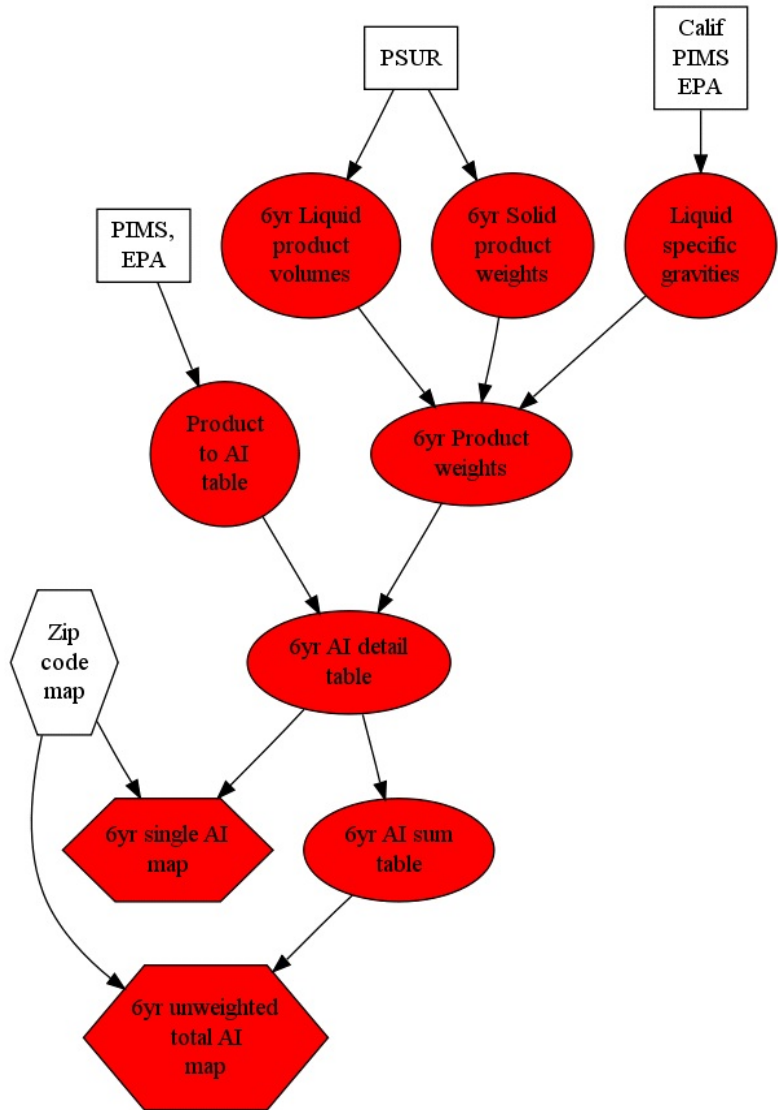 PSUR
Calif
PIMS
EPA
PIMS,
EPA
6yr Liquid
product
volumes
6yr Solid
product
weights
Liquid
specific
gravities
Product
to AI
table
6yr Product
weights
Zip
code
map
6yr AI detail
table
6yr single AI
map
6yr AI sum
table
6yr unweighted
total AI
map